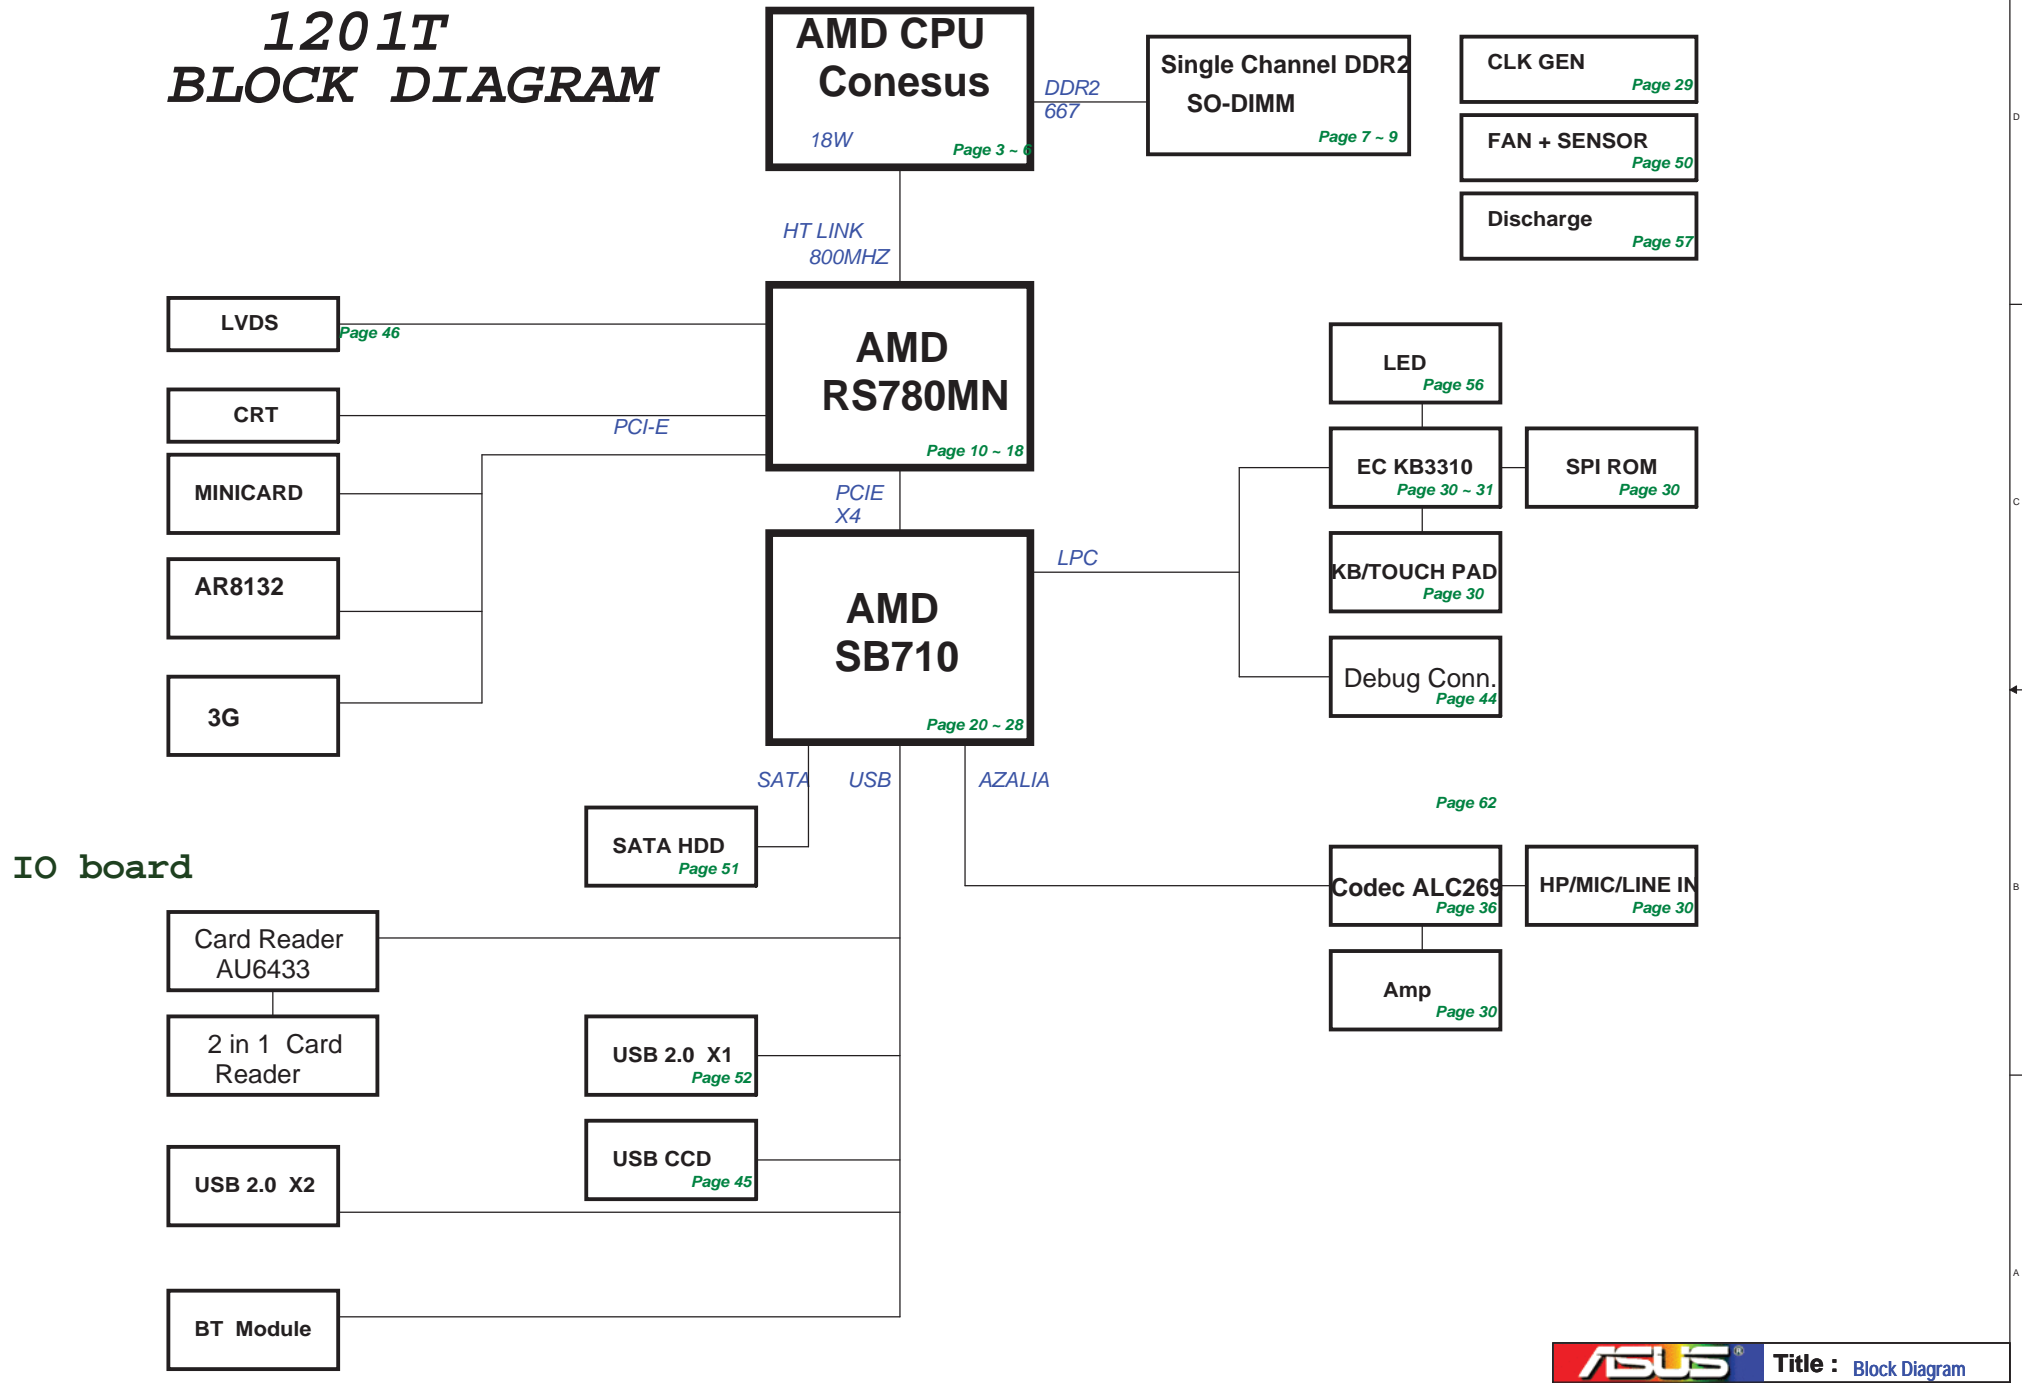 1201T
BLOCK DIAGRAM
AMD CPU
Conesus
18W
Page 3 ~ 6
DDR2
667
Single Channel DDR2
SO-DIMM
Page 7 ~ 9
CLK GEN
Page 29
FAN + SENSOR
Page 50
Discharge
Page 57
D
HT LINK
800MHZ
LVDS
Page 46
CRT
PCI-E
MINICARD
AR8132
3G
AMD
RS780MN
Page 10 ~ 18
PCIE
X4
AMD
SB710
Page 20 ~ 28
LPC
LED
Page 56
EC KB3310
Page 30 ~ 31
SPI ROM
Page 30
KB/TOUCH PAD
Page 30
Debug Conn.
Page 44
C
SATA
USB
AZALIA
SATA HDD
Page 51
Page 62
Codec ALC269
Page 36
HP/MIC/LINE IN
Page 30
Amp
Page 30
B
IO board
Card Reader
AU6433
2 in 1 Card
Reader
USB 2.0 X1
Page 52
USB CCD
Page 45
USB 2.0 X2
BT Module
A
ASUS®
Title : Block Diagram